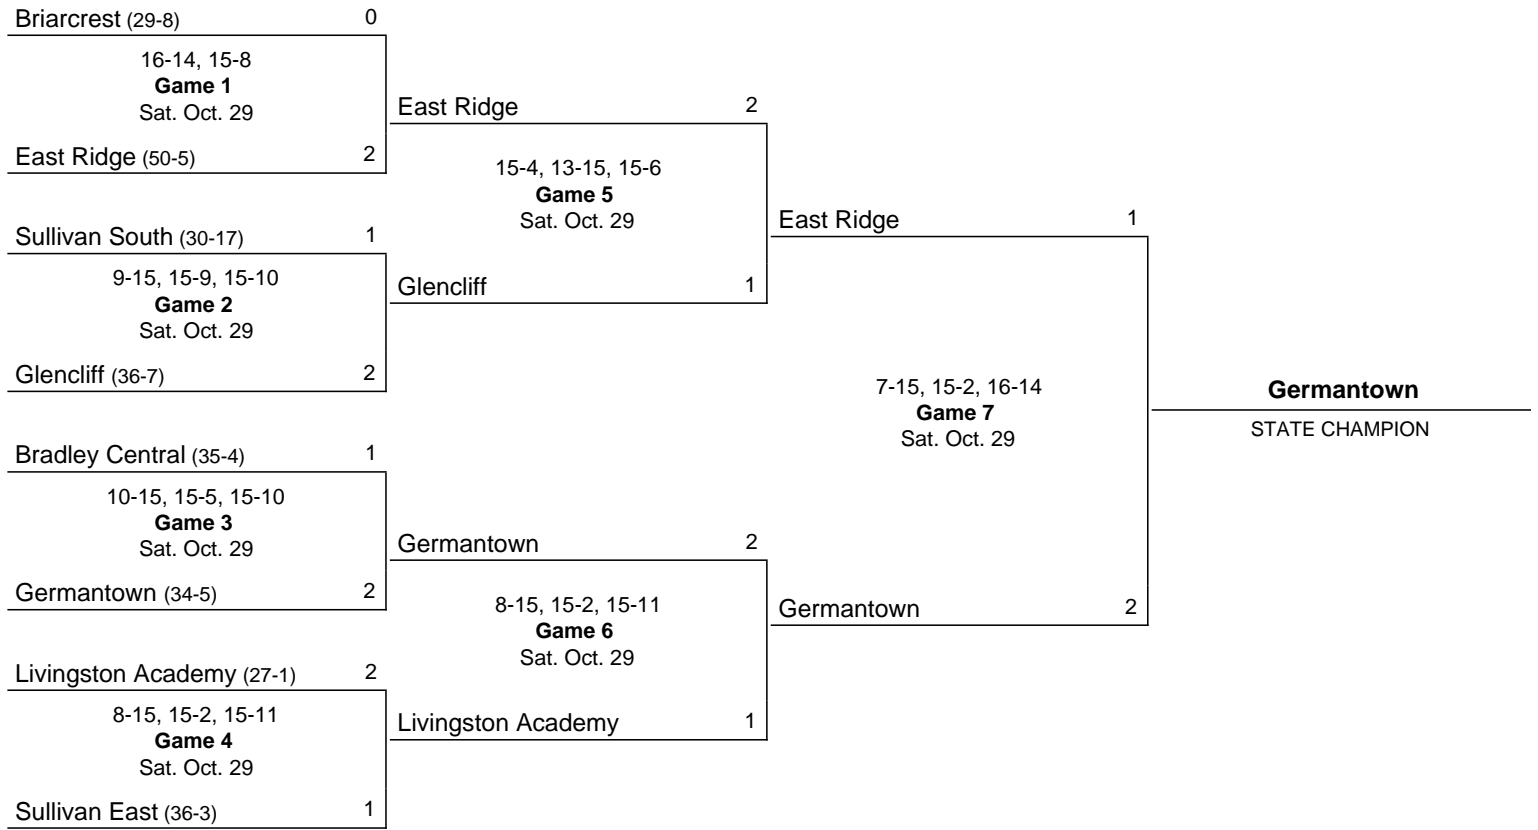 Briarcrest (29-8) 0
16-14, 15-8
Game 1
Sat. Oct. 29
East Ridge (50-5) 2
Sullivan South (30-17) 1
9-15, 15-9, 15-10
Game 2
Sat. Oct. 29
Glencliff (36-7) 2
Bradley Central (35-4) 1
10-15, 15-5, 15-10
Game 3
Sat. Oct. 29
Germantown (34-5) 2
Livingston Academy (27-1) 2
8-15, 15-2, 15-11
Game 4
Sat. Oct. 29
Sullivan East (36-3) 1
East Ridge 2
15-4, 13-15, 15-6
Game 5
Sat. Oct. 29
Glencliff 1
Germantown 2
8-15, 15-2, 15-11
Game 6
Sat. Oct. 29
Livingston Academy 1
East Ridge 1
7-15, 15-2, 16-14
Game 7
Sat. Oct. 29
Germantown 2
Germantown
STATE CHAMPION